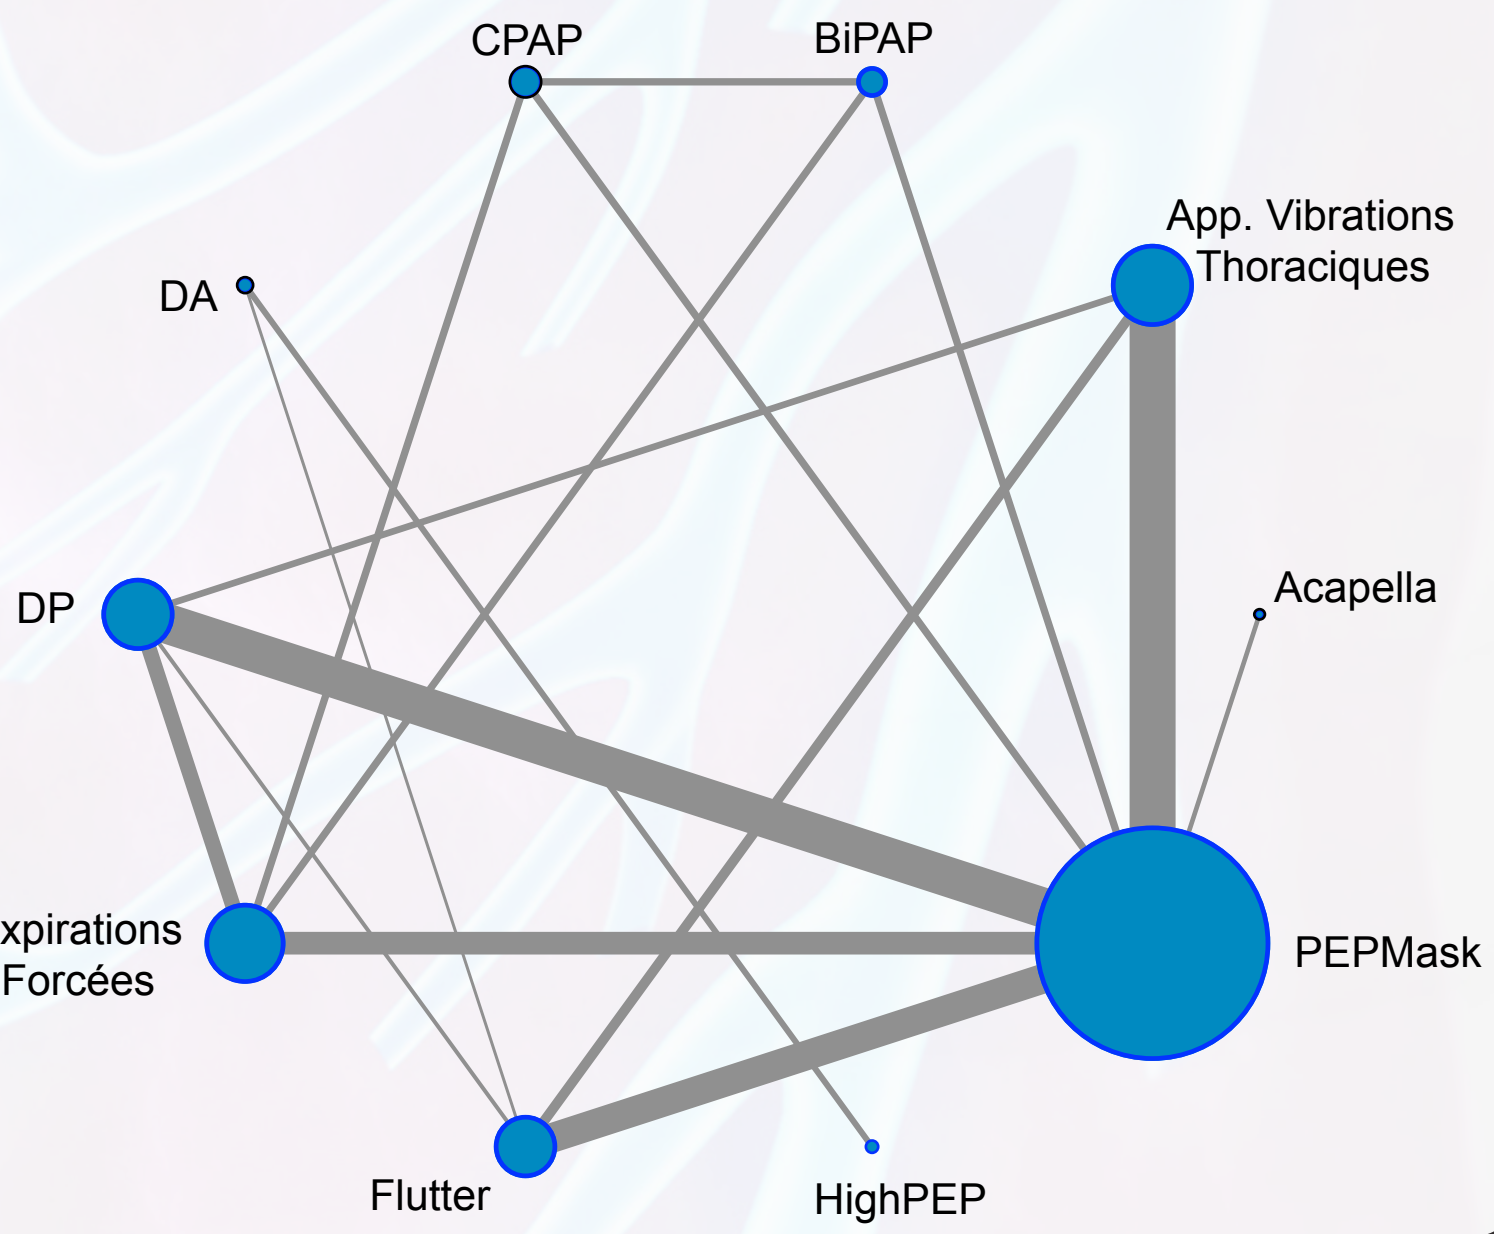 CPAP
BiPAP
App. Vibrations
Thoraciques
DA
Acapella
DP
xpirations
Forcées
PEPMask
Flutter
HighPEP